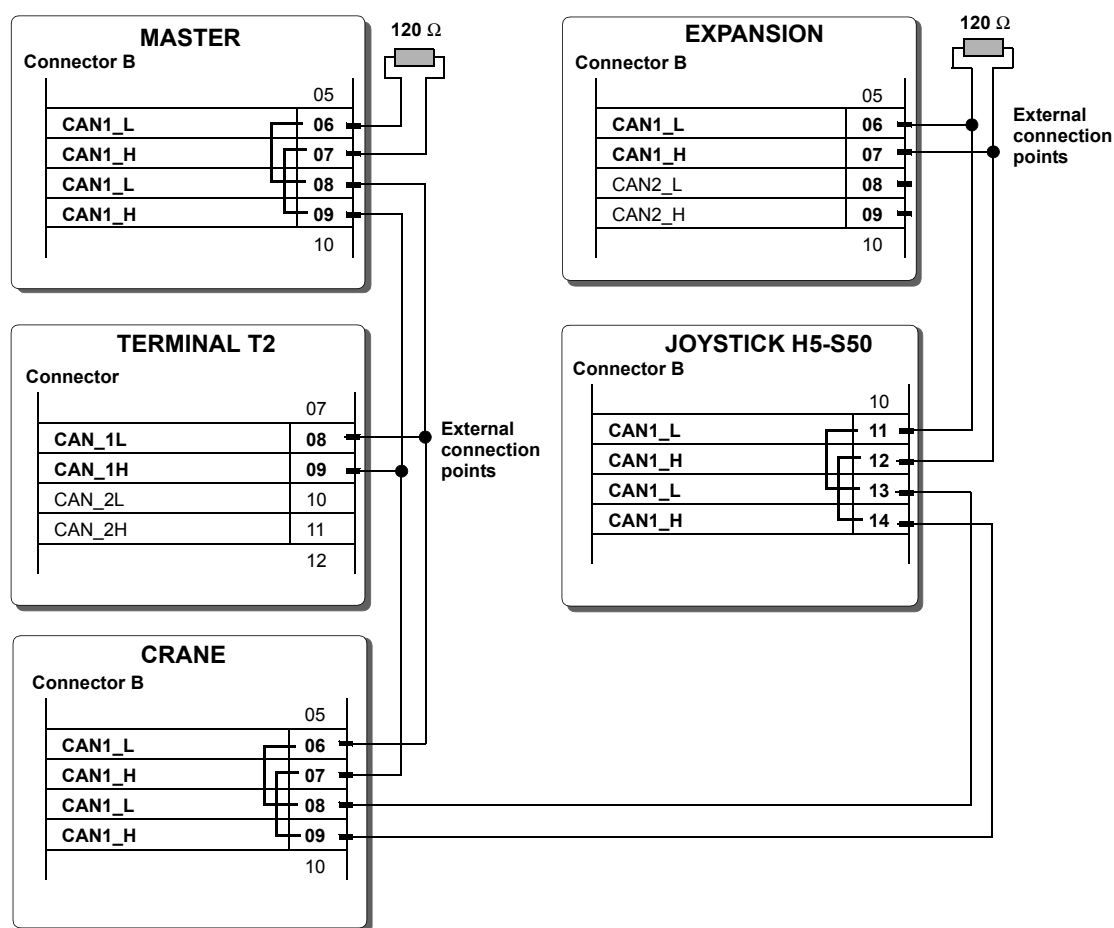 MASTER
Connector B
120 Ω
05
CAN1_L 06
CAN1_H 07
CAN1_L 08
CAN1_H 09
10
EXPANSION
Connector B
120 Ω
05
CAN1_L 06
CAN1_H 07
CAN2_L 08
CAN2_H 09
10
External
connection
points
TERMINAL T2
Connector
07
CAN_1L 08
CAN_1H 09
CAN_2L 10
CAN_2H 11
12
External
connection
points
JOYSTICK H5-S50
Connector B
10
CAN1_L 11
CAN1_H 12
CAN1_L 13
CAN1_H 14
CRANE
Connector B
05
CAN1_L 06
CAN1_H 07
CAN1_L 08
CAN1_H 09
10